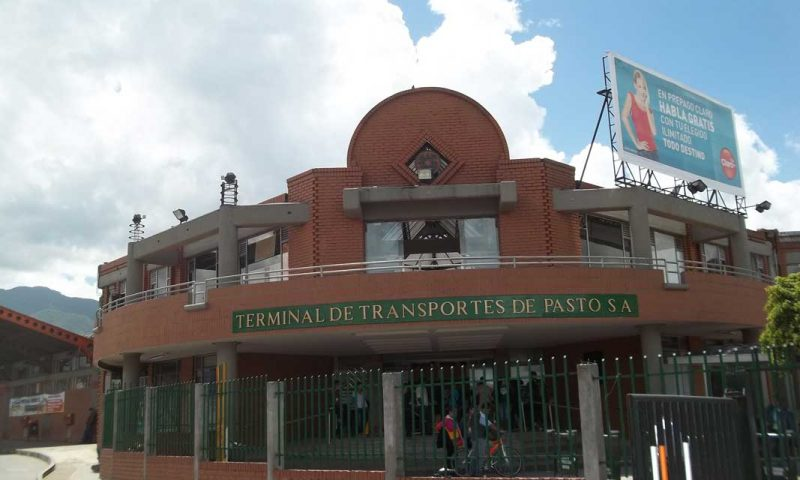 EN PREPAGO CLARO
HABLA GRATIS
CON TU ELEGIDO
ILIMITADO
TODO DESTINO
Claro
TERMINAL DE TRANSPORTES DE PASTO S A